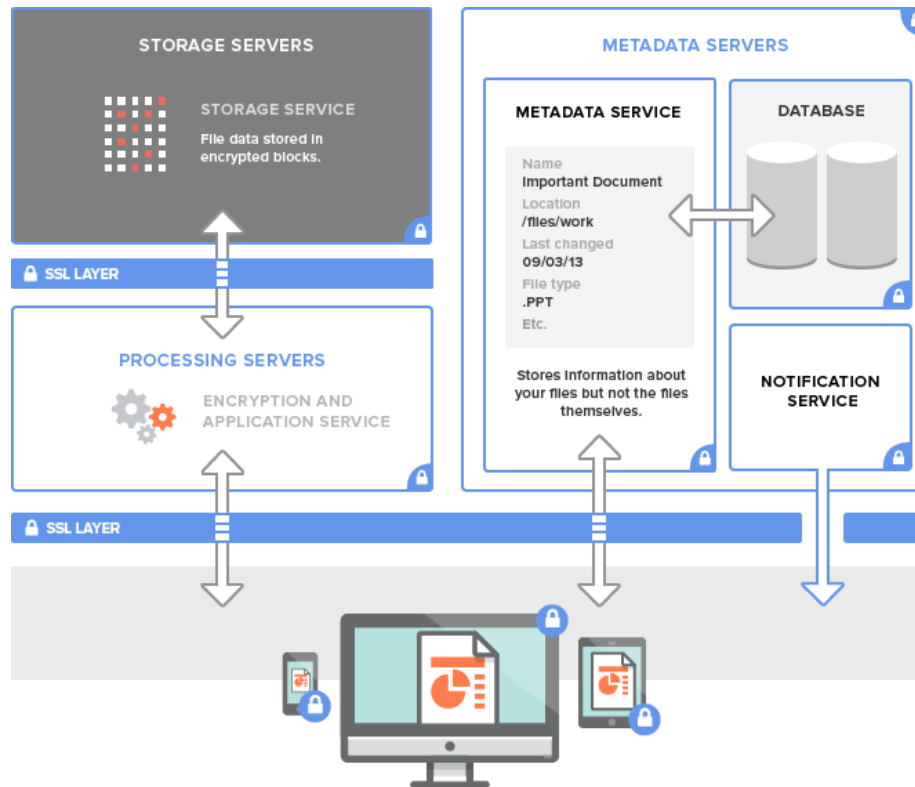 STORAGE SERVERS
STORAGE SERVICE
File data stored in
encrypted blocks.
SSL LAYER
PROCESSING SERVERS
ENCRYPTION AND
APPLICATION SERVICE
METADATA SERVERS
METADATA SERVICE
Name
Important Document
Location
/files/work
Last changed
09/03/13
File type
.PPT
Etc.
Stores information about
your files but not the files
themselves.
DATABASE
NOTIFICATION
SERVICE
SSL LAYER